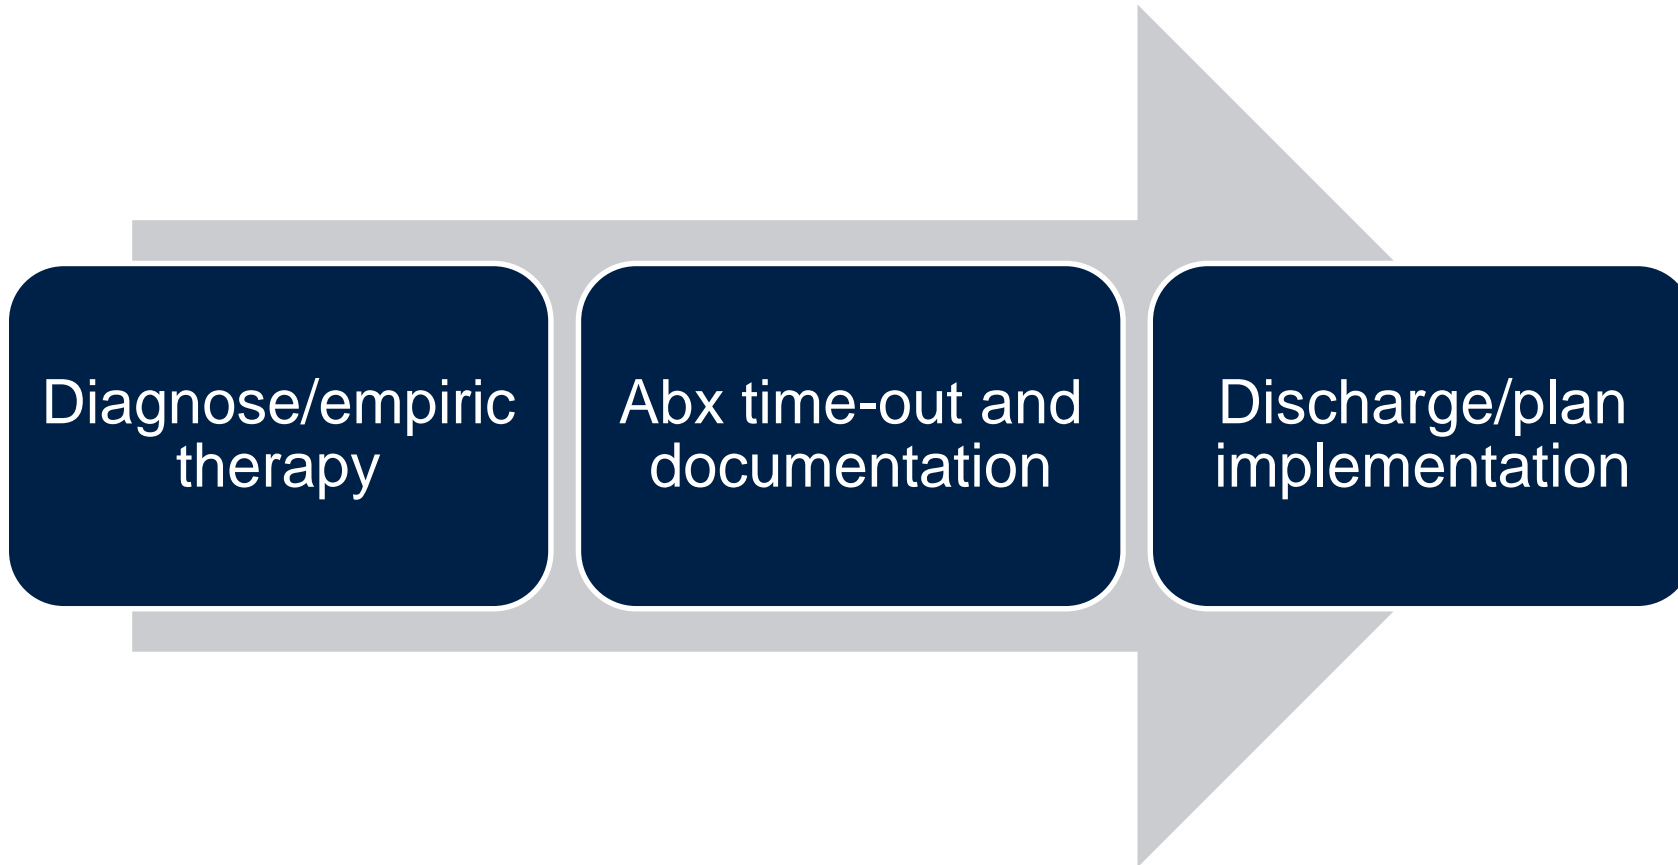 Diagnose/empiric
therapy
Abx time-out and
documentation
Discharge/plan
implementation